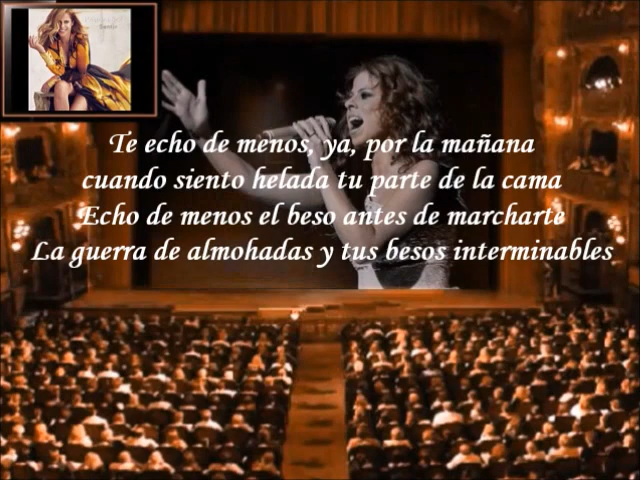 Te echo de menos, ya, por la mañana
cuando siento helada tu parte de la cama
Echo de menos el beso antes de marcharte
La guerra de almohadas y tus besos interminables